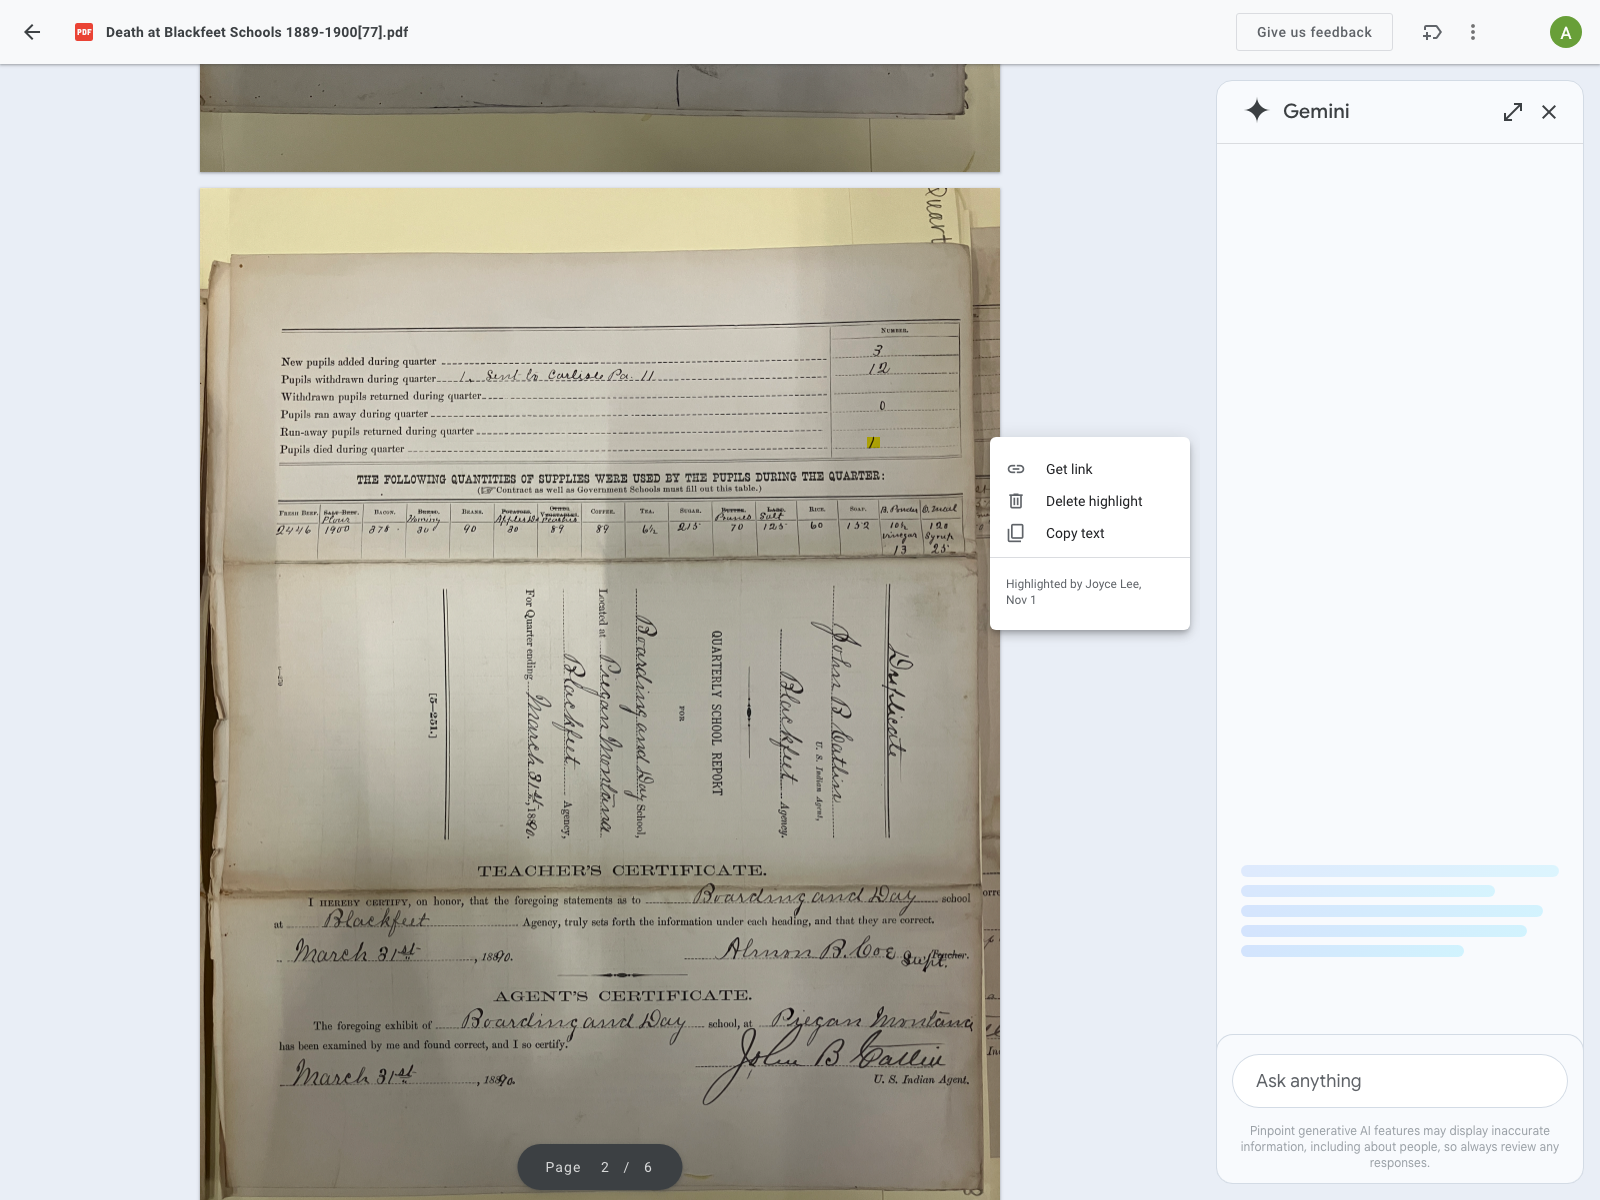 Death at Blackfeet Schools 1889-1900[77].pdf
Give us feedback
A
Quart
NUMBER.
New pupils added during quarter 3
Pupils withdrawn during quarter 1. Sent to Carlisle Pa. 11 12
Withdrawn pupils returned during quarter
Pupils ran away during quarter 0
Run-away pupils returned during quarter
Pupils died during quarter 1
THE FOLLOWING QUANTITIES OF SUPPLIES WERE USED BY THE PUPILS DURING THE QUARTER:
(Contract as well as Government Schools must fill out this table.)
FRESH BEEF. Flour BACON. Hominy BEANS. Apples Peaches COFFEE. TEA. SUGAR. Prunes Salt RICE. SOAP. B. Powder O. Meal
2446 1900 378 30 90 30 89 89 6½ 215 70 125 60 152 10½ 120
vinegar Syrup
13 25
Duplicate
John B Catlin
U. S. Indian Agent,
Blackfeet Agency.
QUARTERLY SCHOOL REPORT
FOR
Boarding and Day School,
Located at Piegan Montana
Blackfeet Agency,
For Quarter ending March 31st, 1890.
[5-251.]
TEACHER'S CERTIFICATE.
I HEREBY CERTIFY, on honor, that the foregoing statements as to Boarding and Day school
at Blackfeet Agency, truly sets forth the information under each heading, and that they are correct.
March 31st, 1890. Almon B. Coe Supt. Teacher.
AGENT'S CERTIFICATE.
The foregoing exhibit of Boarding and Day school, at Piegan Montana
has been examined by me and found correct, and I so certify.
John B Catlin
March 31st, 1890. U. S. Indian Agent.
Page 2 / 6
Get link
Delete highlight
Copy text
Highlighted by Joyce Lee,
Nov 1
Gemini
Ask anything
Pinpoint generative AI features may display inaccurate
information, including about people, so always review any
responses.